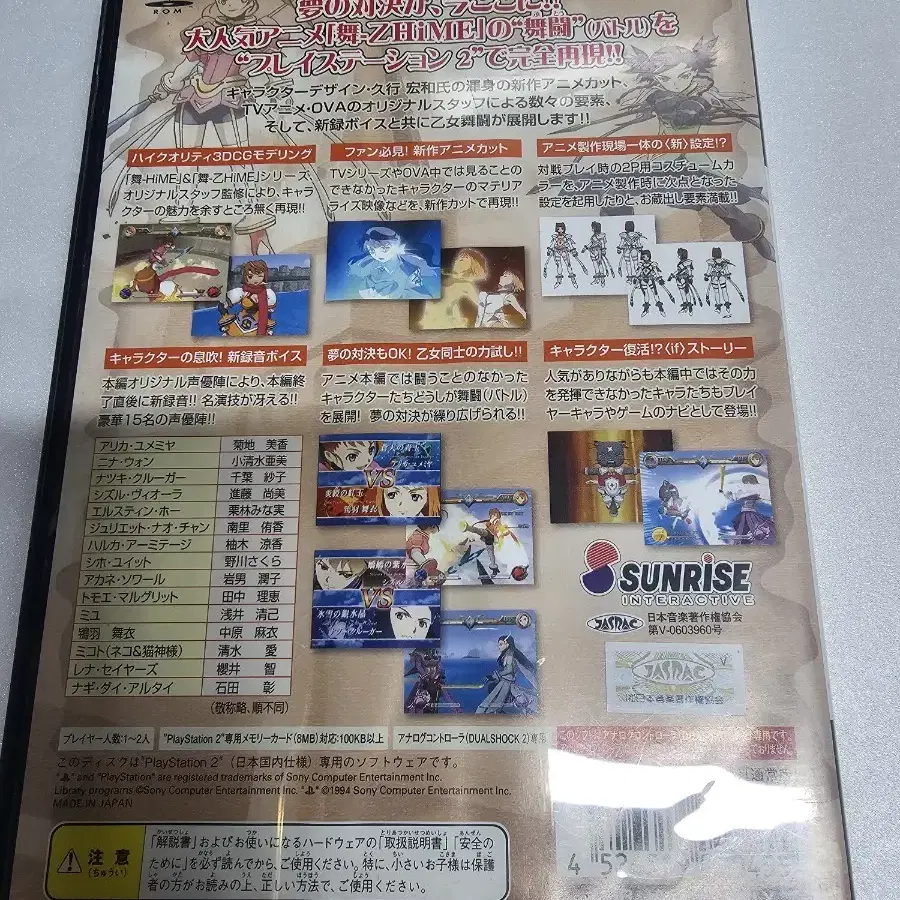 ROM
夢の対決が、今ここに!!
大人気アニメ「舞-乙HiME」の“舞闘”(バトル)を
“プレイステーション 2”で完全再現!!
キャラクターデザイン・久行 宏和氏の渾身の新作アニメカット、
TVアニメ・OVAのオリジナルスタッフによる数々の要素、
そして、新録ボイスと共に乙女舞闘が展開します!!
ハイクオリティ3DCGモデリング
「舞-HiME」&「舞-乙HiME」シリーズ
オリジナルスタッフ監修により、キャラ
クターの魅力を余すところ無く再現!!
ファン必見! 新作アニメカット
TVシリーズやOVA中では見ることの
できなかったキャラクターのマテリア
ライズ映像などを、新作カットで再現!!
アニメ製作現場一体の〈新〉設定!?
対戦プレイ時の2P用コスチュームカ
ラーを、アニメ製作時に次点となった
設定を起用したりと、お蔵出し要素満載!!
キャラクターの息吹! 新録音ボイス
本編オリジナル声優陣により、本編終
了直後に新録音!! 名演技が冴える!!
豪華15名の声優陣!!
夢の対決もOK! 乙女同士の力試し!!
アニメ本編では闘うことのなかった
キャラクターたちどうしが舞闘(バトル)
を展開! 夢の対決が繰り広げられる!!
キャラクター復活!?〈if〉ストーリー
人気がありながらも本編中ではその力
を発揮できなかったキャラたちもプレイ
ヤーキャラやゲームのナビとして登場!!
アリカ・ユメミヤ 菊地 美香
ニナ・ウォン 小清水亜美
ナツキ・クルーガー 千葉 紗子
シズル・ヴィオーラ 進藤 尚美
エルスティン・ホー 栗林みな実
ジュリエット・ナオ・チャン 南里 侑香
ハルカ・アーミテージ 柚木 涼香
シホ・ユイット 野川さくら
アカネ・ソワール 岩男 潤子
トモエ・マルグリット 田中 理恵
ミユ 浅井 清己
鴇羽 舞衣 中原 麻衣
ミコト(ネコ&猫神様) 清水 愛
レナ・セイヤーズ 櫻井 智
ナギ・ダイ・アルタイ 石田 彰
(敬称略、順不同)
蒼天の青玉
アリカ・ユメミヤ
VS
炎綬の紅玉
鴇羽 舞衣
VS
氷雪の銀水晶
SUNRISE
INTERACTIVE
JASRAC
日本音楽著作権協会
第V-0603960号
JASRAC
プレイヤー人数:1~2人
"PlayStation 2"専用メモリーカード(8MB)対応:100KB以上
アナログコントローラ(DUALSHOCK 2)専用
このディスクは"PlayStation 2"(日本国内仕様)専用のソフトウェアです。
" " and "PlayStation" are registered trademarks of Sony Computer Entertainment Inc.
Library programs ©Sony Computer Entertainment Inc. " " ©1994 Sony Computer Entertainment Inc.
MADE IN JAPAN
注意
(ちゅうい)
「解説書」およびお使いになるハードウェアの「取扱説明書」「安全の
ために」を必ず読んでから、ご使用ください。特に、小さいお子様は保護
者の方がお読みの上、正しい方法で、ご使用ください。